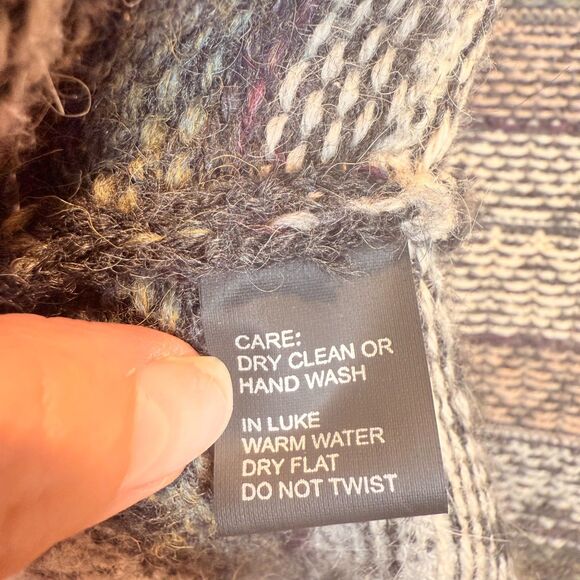 CARE:
DRY CLEAN OR
HAND WASH
IN LUKE
WARM WATER
DRY FLAT
DO NOT TWIST